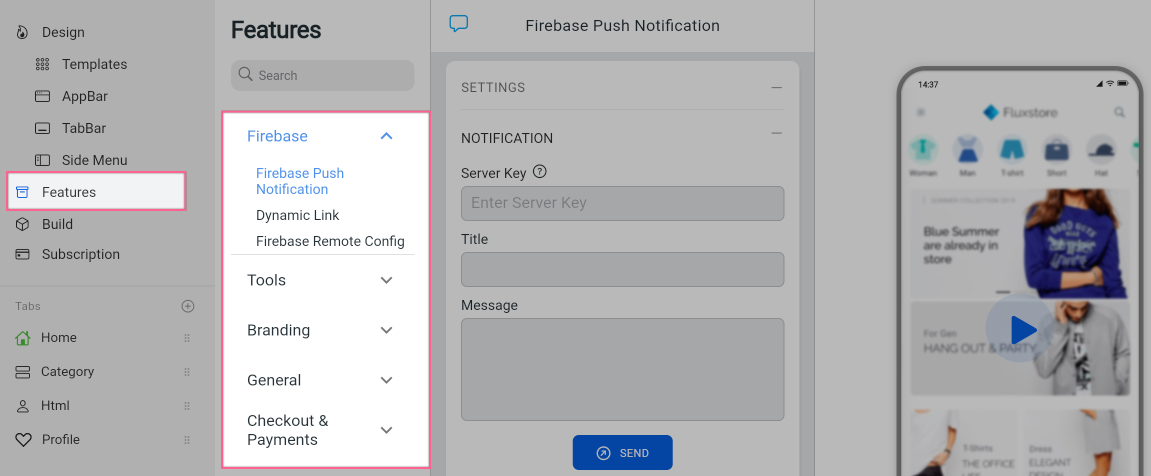 Design
Templates
AppBar
TabBar
Side Menu
Features
Build
Subscription
Tabs
Home
Category
Html
Profile
Features
Search
Firebase
Firebase Push
Notification
Dynamic Link
Firebase Remote Config
Tools
Branding
General
Checkout &
Payments
Firebase Push Notification
SETTINGS
NOTIFICATION
Server Key
Enter Server Key
Title
Message
SEND
14:37
Fluxstore
Woman
Man
T-shirt
Short
Hat
SUMMER COLLECTION 2019
Blue Summer
are already in
store
For Gen
HANG OUT & PARTY
T-Shirts
THE OFFICE
LIFE
Dress
ELEGANT
DESIGN